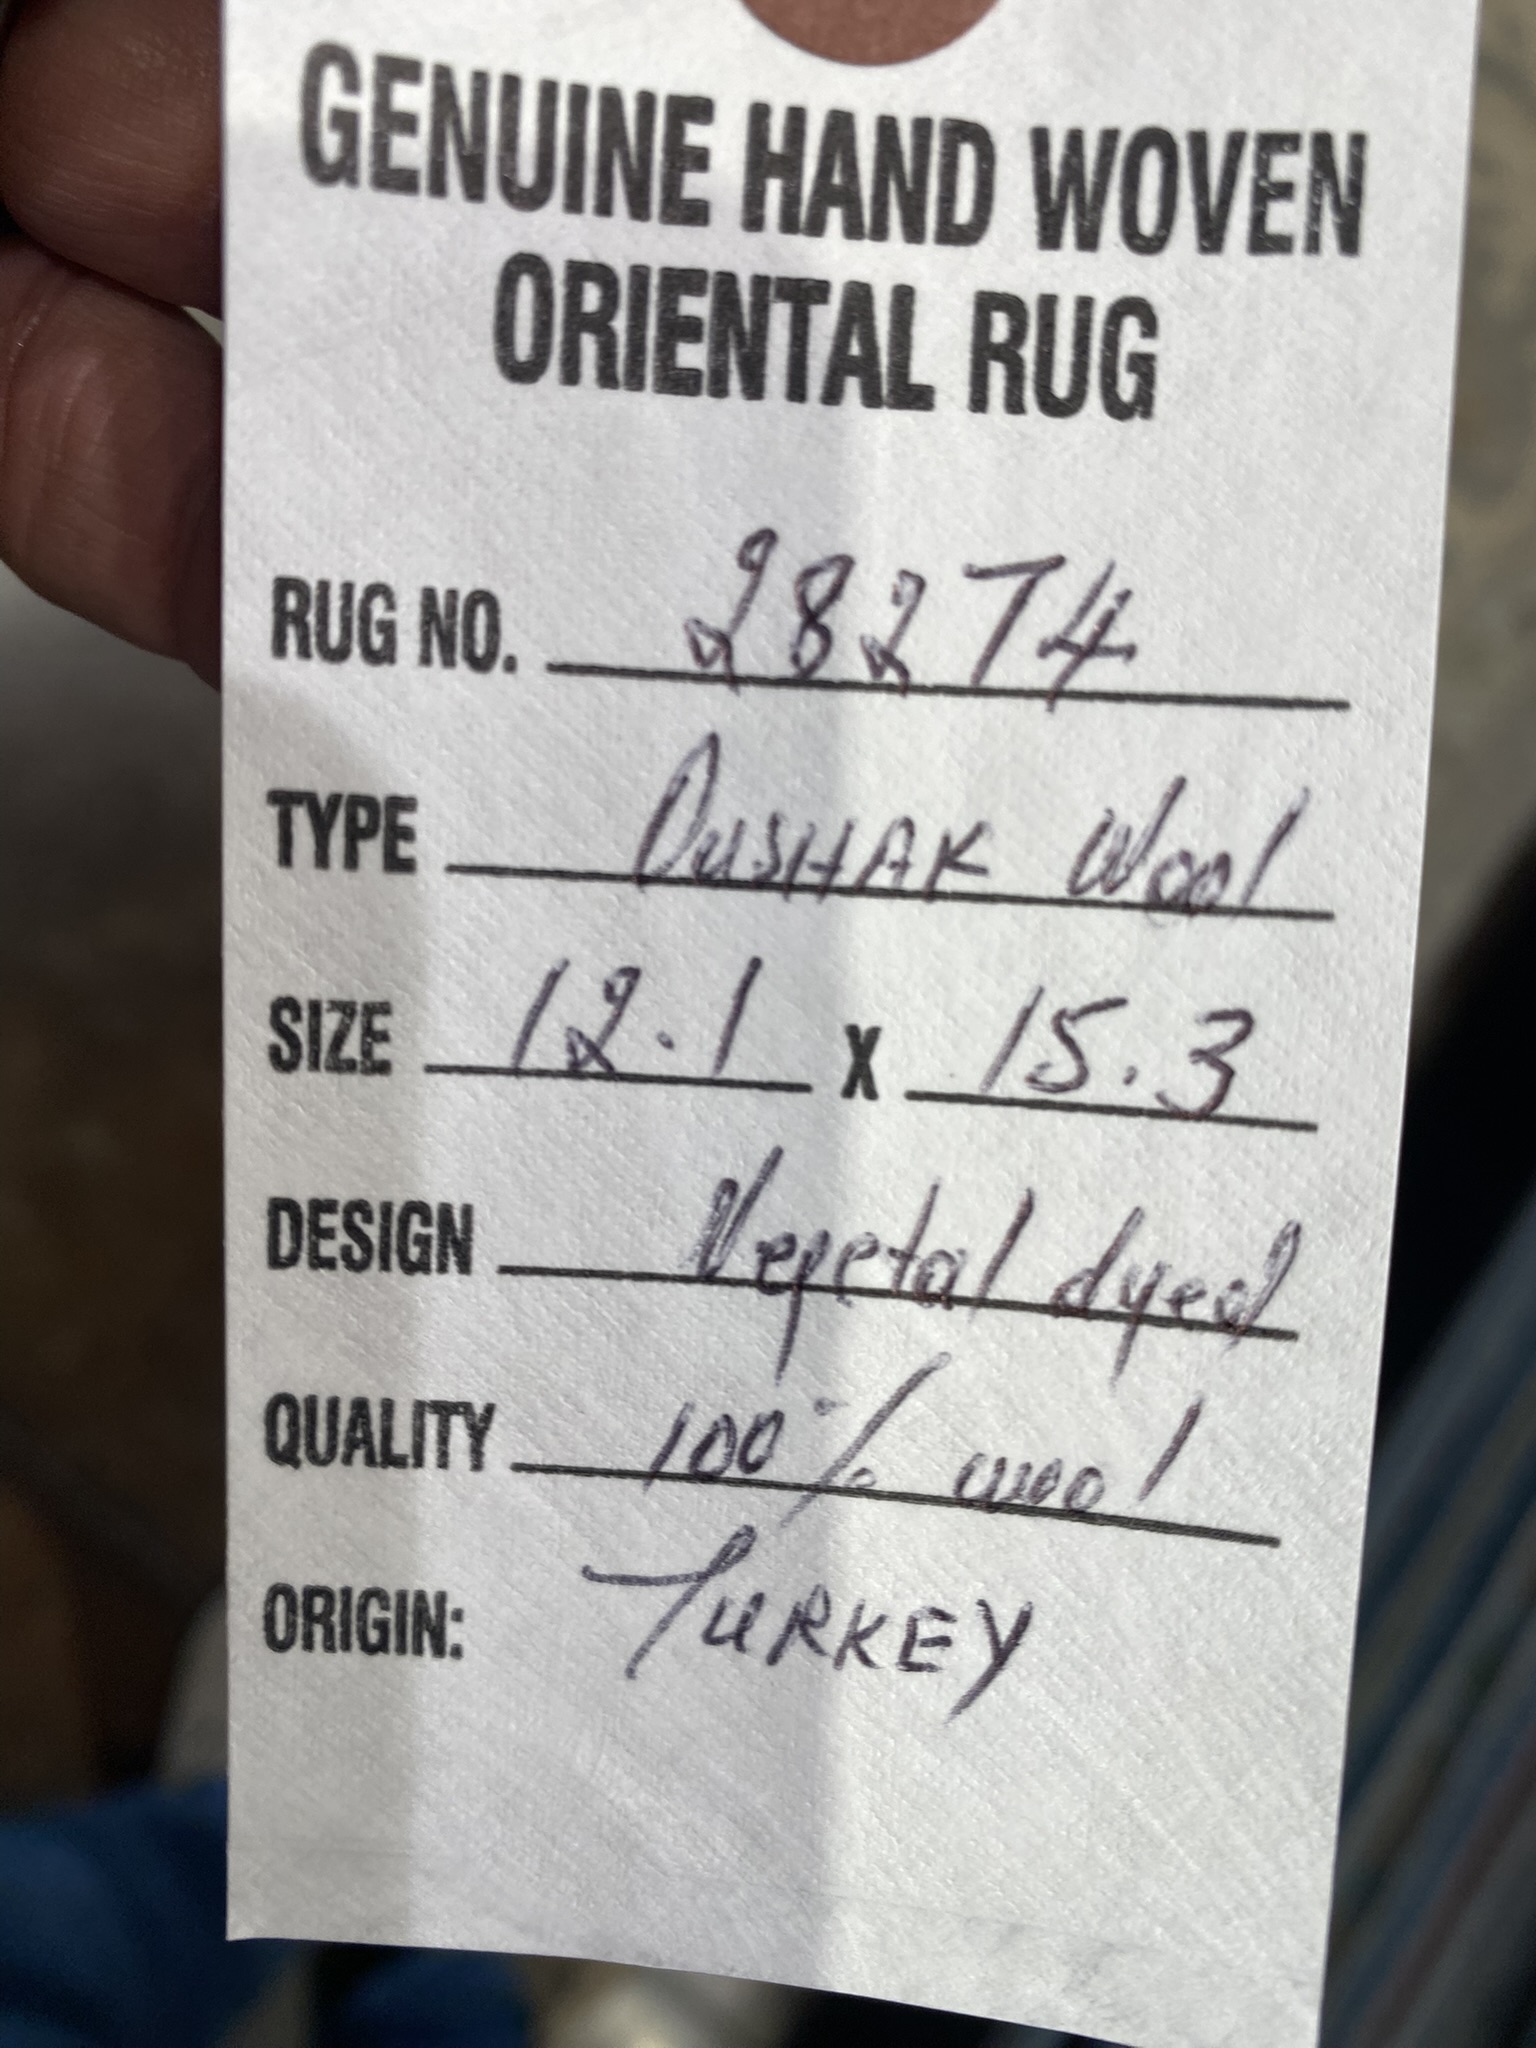 GENUINE HAND WOVEN
ORIENTAL RUG
RUG NO. 28274
TYPE OUSHAK Wool
SIZE 12.1 X 15.3
DESIGN Vegetal dyed
QUALITY 100% wool
ORIGIN: TURKEY